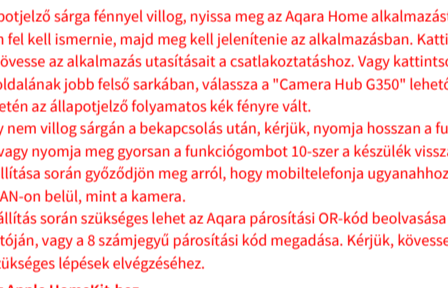 potjelző sárga fénnyel villog, nyissa meg az Aqara Home alkalmazás
fel kell ismernie, majd meg kell jelenítenie az alkalmazásban. Katti
övesse az alkalmazás utasításait a csatlakoztatáshoz. Vagy kattints
oldalának jobb felső sarkában, válassza a "Camera Hub G350" lehet
etén az állapotjelző folyamatos kék fényre vált.
nem villog sárgán a bekapcsolás után, kérjük, nyomja hosszan a fu
vagy nyomja meg gyorsan a funkciógombot 10-szer a készülék vissz
llítása során győződjön meg arról, hogy mobiltelefonja ugyanahhoz
AN-on belül, mint a kamera.
állítás során szükséges lehet az Aqara párosítási QR-kód beolvasása
tóján, vagy a 8 számjegyű párosítási kód megadása. Kérjük, kövess
zükséges lépések elvégzéséhez.